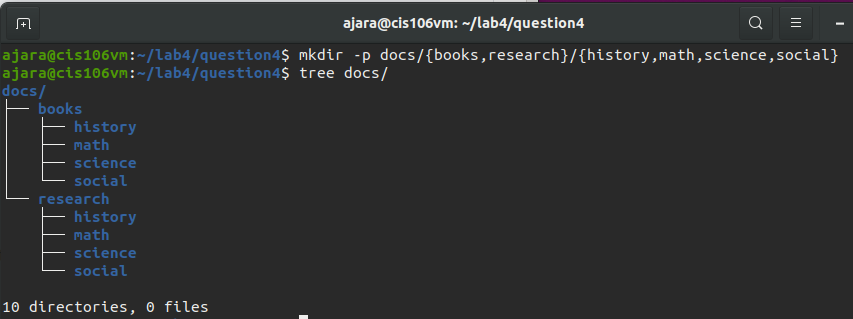 ajara@cis106vm: ~/lab4/question4
ajara@cis106vm:~/lab4/question4$ mkdir -p docs/{books,research}/{history,math,science,social}
ajara@cis106vm:~/lab4/question4$ tree docs/
docs/
├── books
│   ├── history
│   ├── math
│   ├── science
│   └── social
└── research
    ├── history
    ├── math
    ├── science
    └── social
10 directories, 0 files